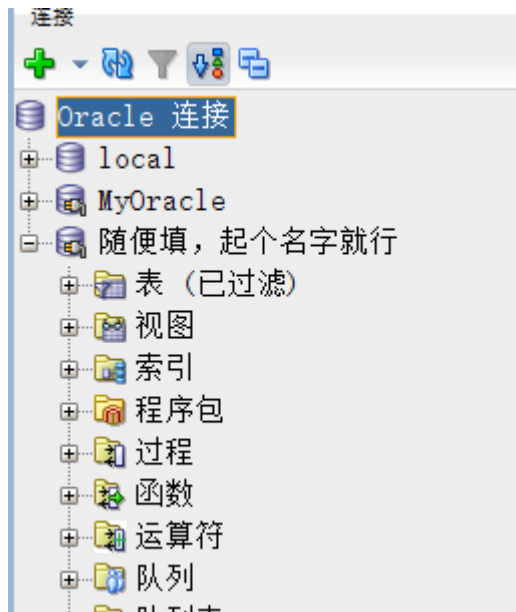 连接
Oracle 连接
local
MyOracle
随便填，起个名字就行
表 (已过滤)
视图
索引
程序包
过程
函数
运算符
队列